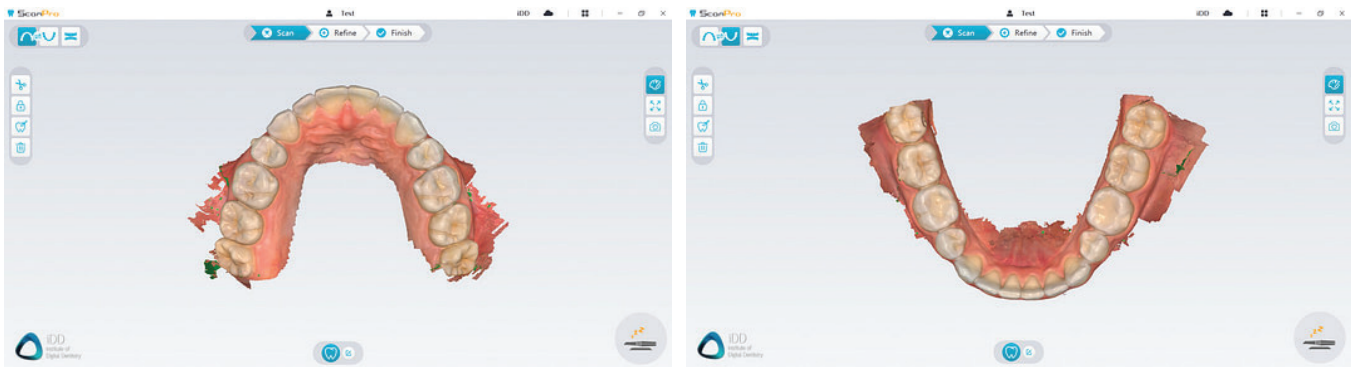 ScanPro
Test
iDD
Scan
Refine
Finish
iDD
Institute of
Digital Dentistry
ScanPro
Test
iDD
Scan
Refine
Finish
iDD
Institute of
Digital Dentistry